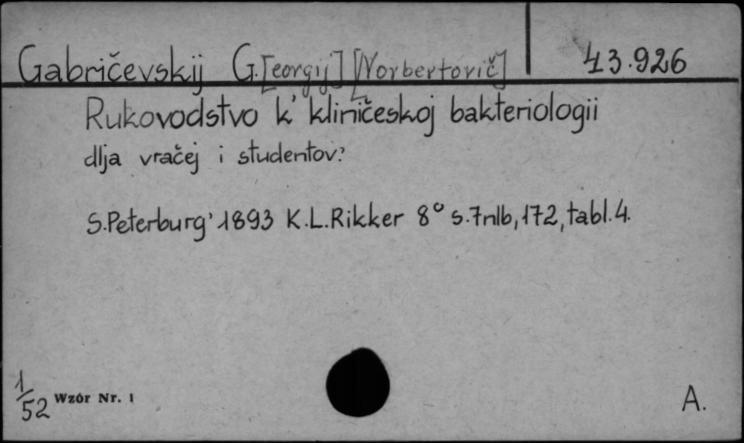 Gabričevskij G.[eorgij] [Norbertovič] 43.926
Rukovodstvo k' kliničeskoj bakteriologii
dlja vračej i studentov'
S.Peterburg' 1893 K.L.Rikker 8° s.7nlb,172,tabl.4.
1/52 Wzór Nr. 1
A.